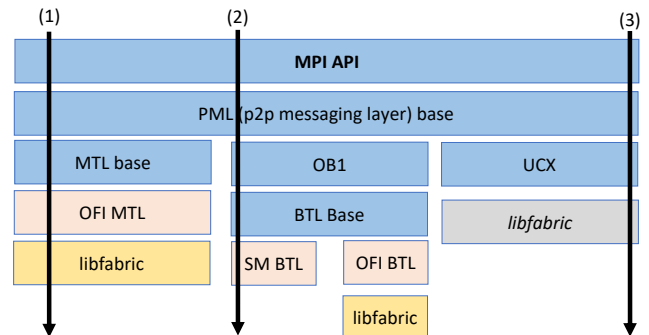 (1) (2) (3)
MPI API
PML (p2p messaging layer) base
MTL base OB1 UCX
OFI MTL BTL Base libfabric
libfabric SM BTL OFI BTL
libfabric